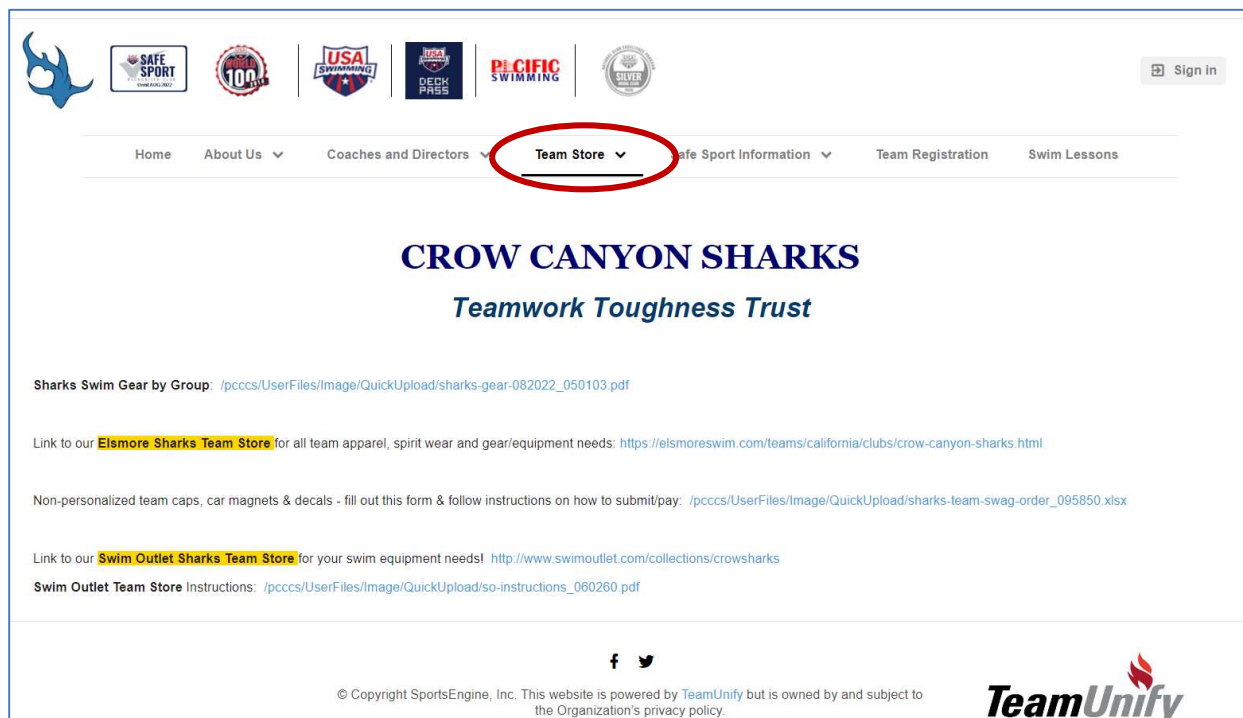 SAFE
SPORT
WORLD
100
USA
SWIMMING
USA
DECK
PASS
PACIFIC
SWIMMING
SILVER
Sign in
Home About Us Coaches and Directors Team Store Safe Sport Information Team Registration Swim Lessons
CROW CANYON SHARKS
Teamwork Toughness Trust
Sharks Swim Gear by Group: /pcccs/UserFiles/Image/QuickUpload/sharks-gear-082022_050103.pdf
Link to our Elsmore Sharks Team Store for all team apparel, spirit wear and gear/equipment needs: https://elsmoreswim.com/teams/california/clubs/crow-canyon-sharks.html
Non-personalized team caps, car magnets & decals - fill out this form & follow instructions on how to submit/pay: /pcccs/UserFiles/Image/QuickUpload/sharks-team-swag-order_095850.xlsx
Link to our Swim Outlet Sharks Team Store for your swim equipment needs! http://www.swimoutlet.com/collections/crowsharks
Swim Outlet Team Store Instructions: /pcccs/UserFiles/Image/QuickUpload/so-instructions_060260.pdf
© Copyright SportsEngine, Inc. This website is powered by TeamUnify but is owned by and subject to
the Organization's privacy policy.
TeamUnify